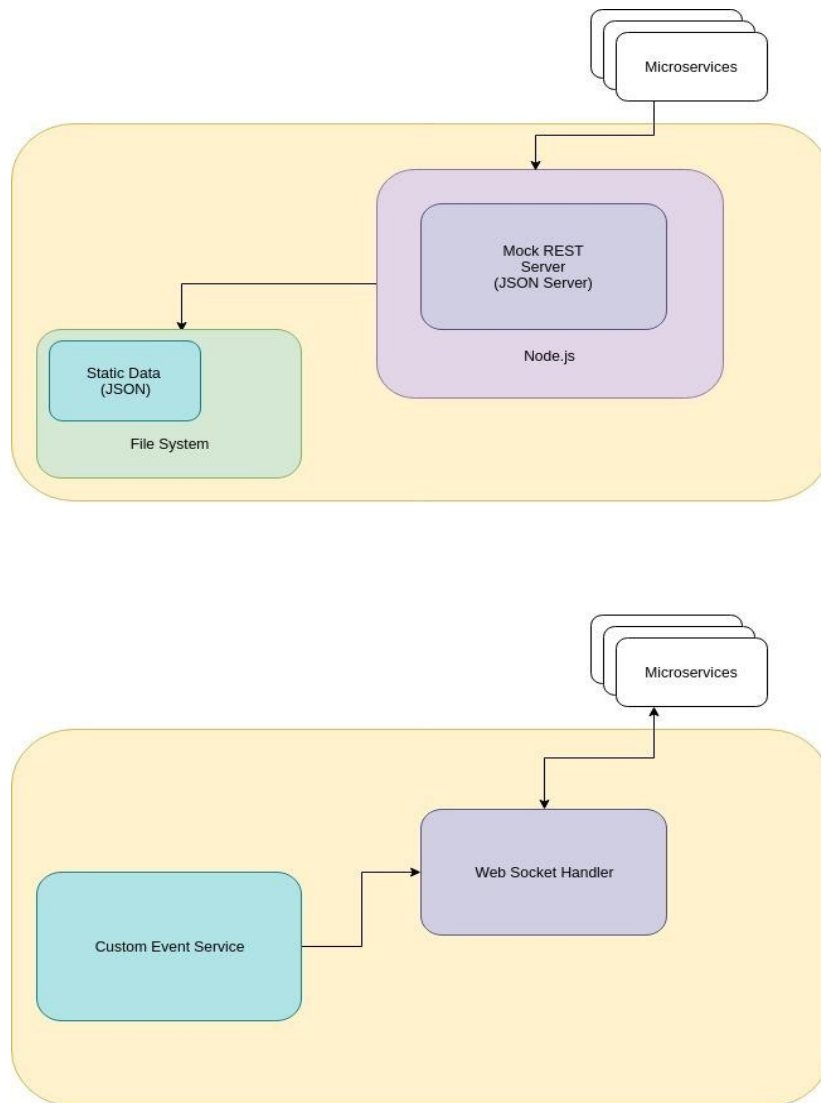 Microservices
Mock REST
Server
(JSON Server)
Node.js
Static Data
(JSON)
File System
Microservices
Web Socket Handler
Custom Event Service